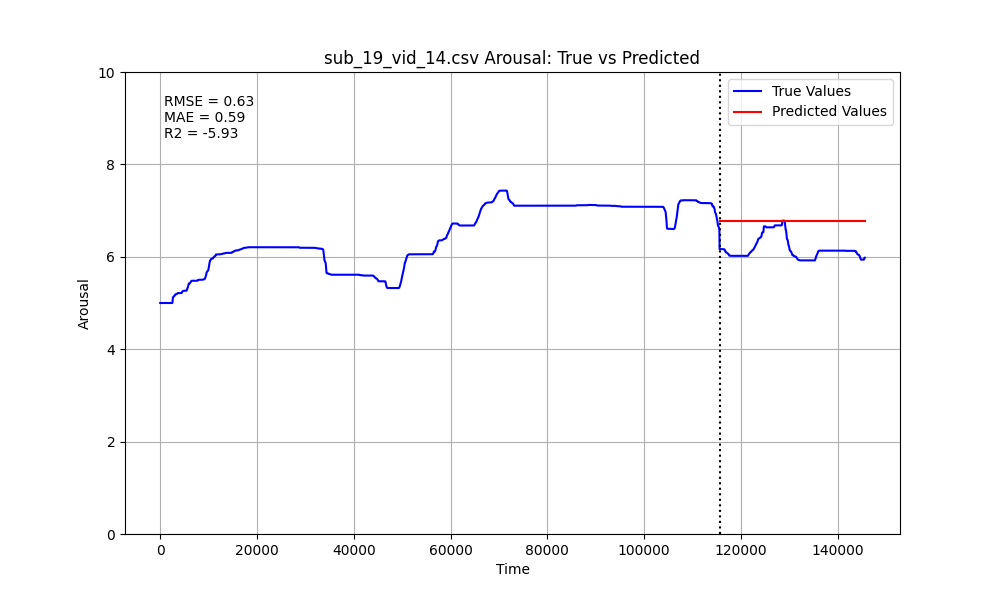 sub_19_vid_14.csv Arousal: True vs Predicted
RMSE = 0.63
MAE = 0.59
R2 = -5.93
True Values
Predicted Values
10
8
6
4
2
0
Arousal
0 20000 40000 60000 80000 100000 120000 140000
Time